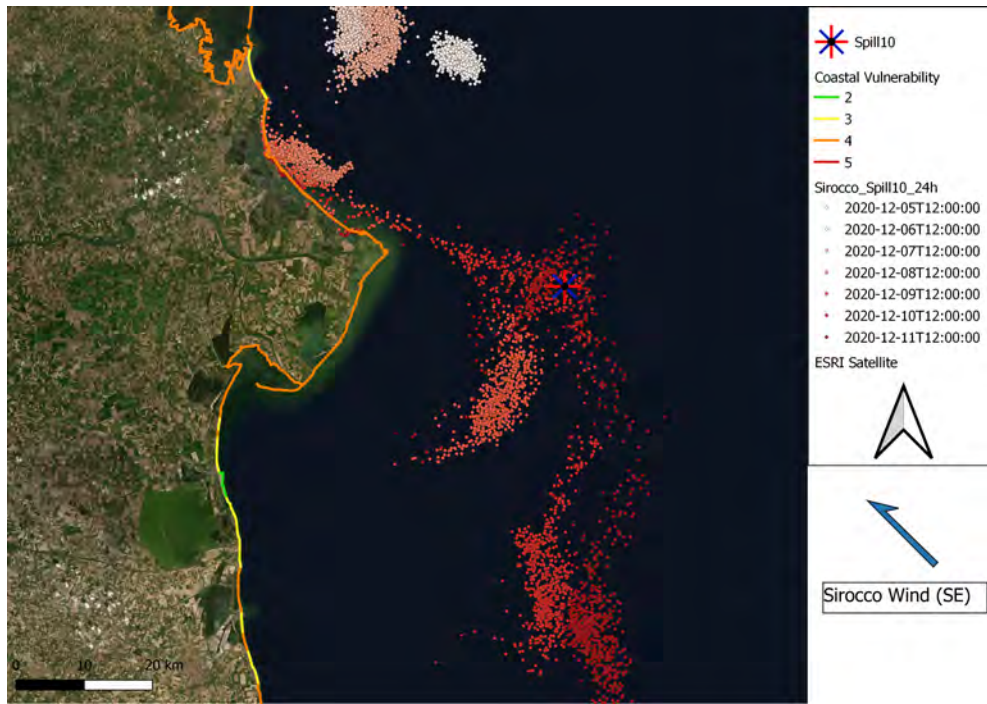 Spill10
Coastal Vulnerability
2
3
4
5
Sirocco_Spill10_24h
2020-12-05T12:00:00
2020-12-06T12:00:00
2020-12-07T12:00:00
2020-12-08T12:00:00
2020-12-09T12:00:00
2020-12-10T12:00:00
2020-12-11T12:00:00
ESRI Satellite
Sirocco Wind (SE)
0 10 20 km